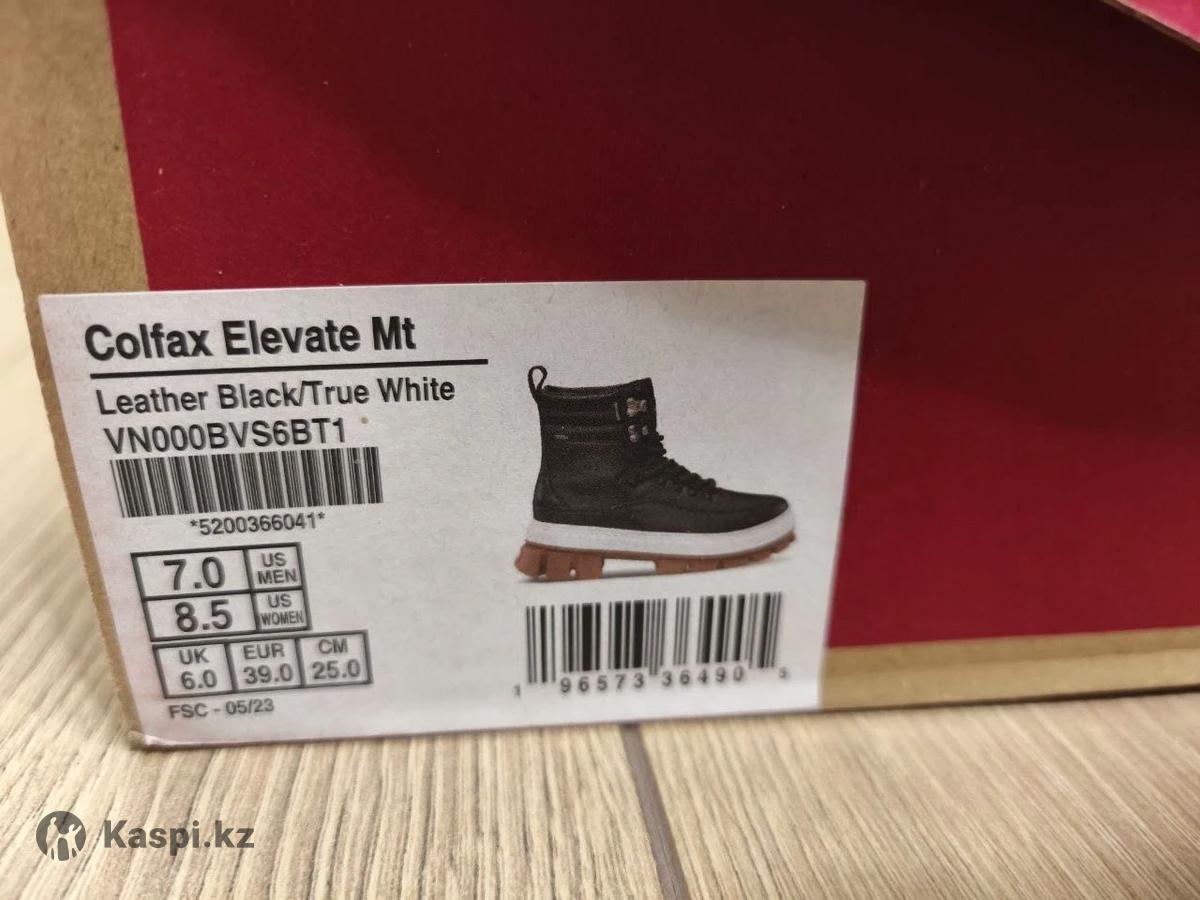 Colfax Elevate Mt
Leather Black/True White
VN000BVS6BT1
*5200366041*
7.0 US MEN
8.5 US WOMEN
UK EUR CM
6.0 39.0 25.0
FSC - 05/23
1 96573 36490 5
Kaspi.kz